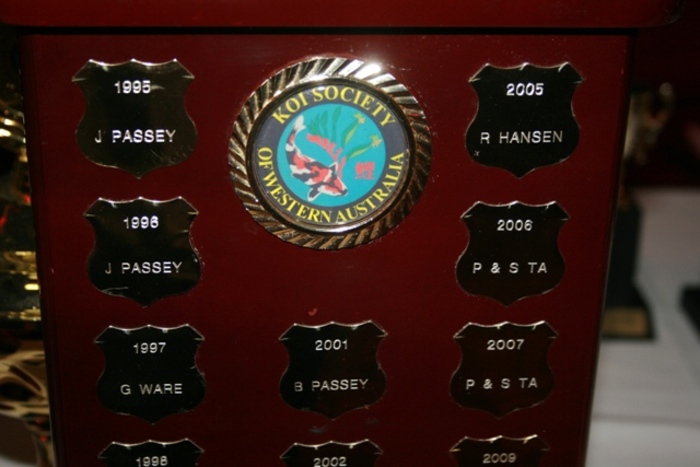 KOI SOCIETY
OF WESTERN AUSTRALIA
1995
J PASSEY
1996
J PASSEY
1997
G WARE
1998
2001
B PASSEY
2002
2005
R HANSEN
2006
P & S TA
2007
P & S TA
2009